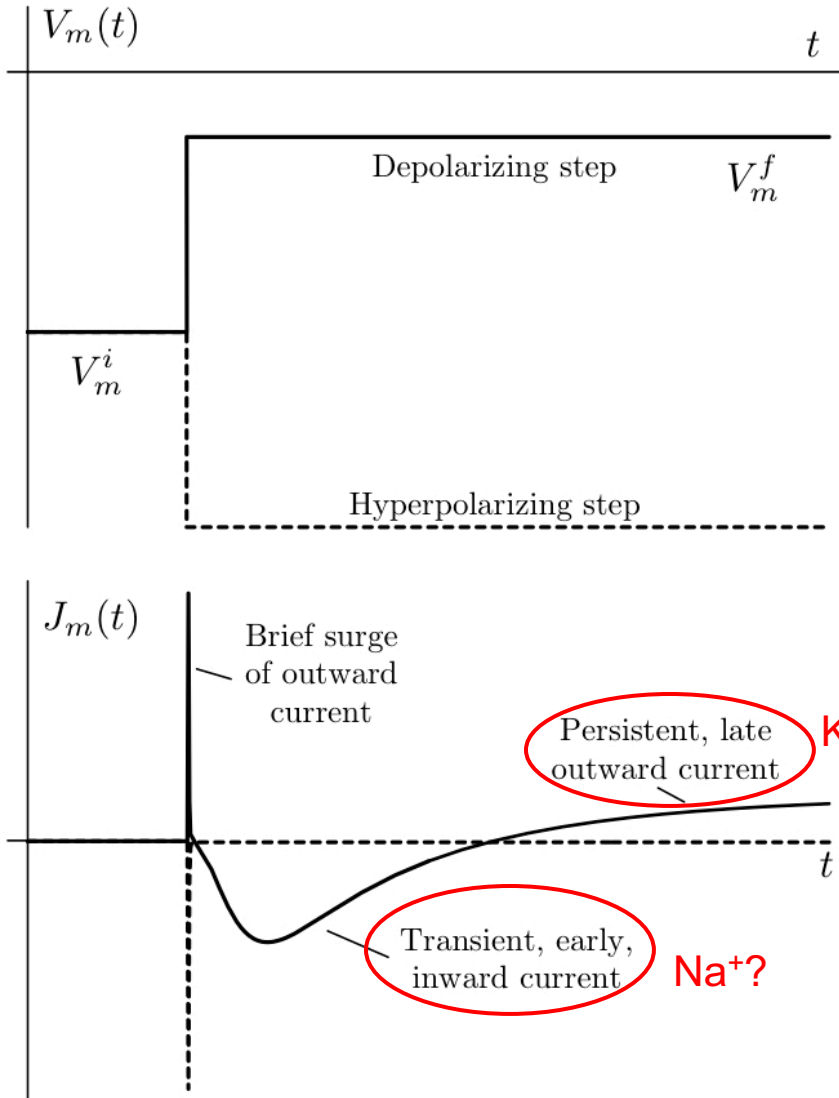 V_m(t)
t
Depolarizing step
V_m^f
V_m^i
Hyperpolarizing step
J_m(t)
Brief surge
of outward
current
Persistent, late
outward current
K
t
Transient, early,
inward current
Na⁺?